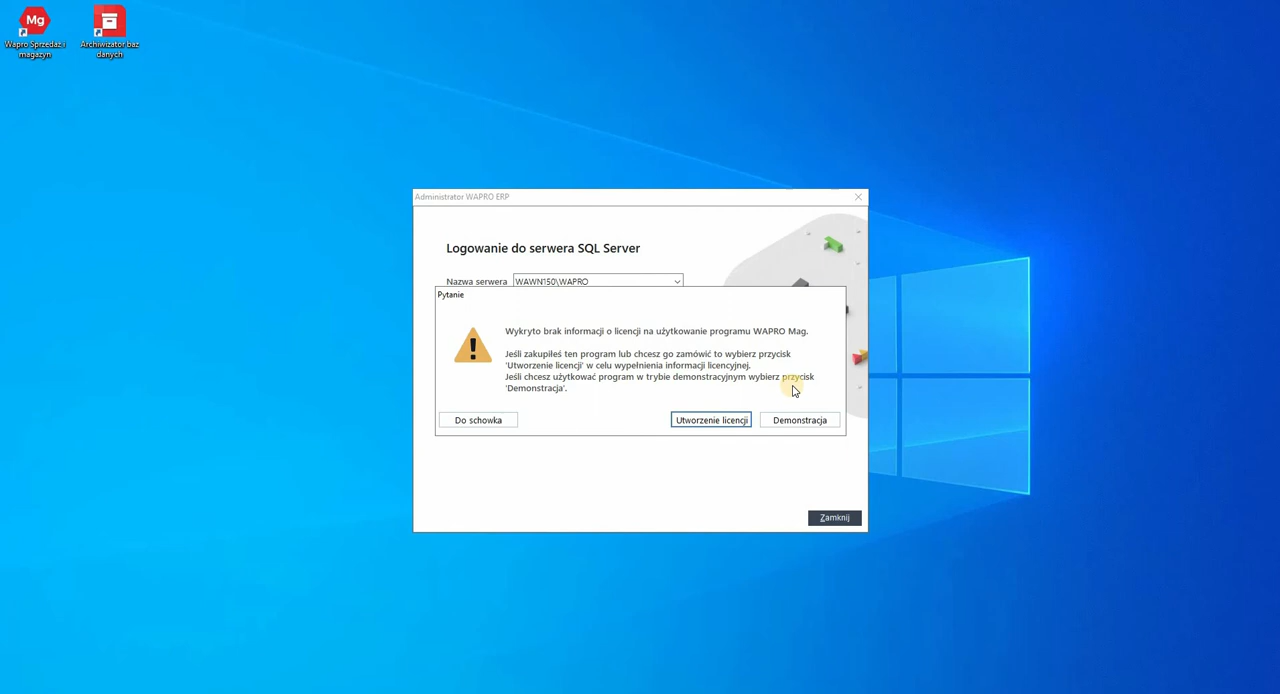 Mg
Wapro Sprzedaż i
magazyn
Archiwizator baz
danych
Administrator WAPRO ERP
Logowanie do serwera SQL Server
Nazwa serwera
WAWN150\WAPRO
Pytanie
Wykryto brak informacji o licencji na użytkowanie programu WAPRO Mag.
Jeśli zakupiłeś ten program lub chcesz go zamówić to wybierz przycisk
'Utworzenie licencji' w celu wypełnienia informacji licencyjnej.
Jeśli chcesz użytkować program w trybie demonstracyjnym wybierz przycisk
'Demonstracja'.
Do schowka
Utworzenie licencji
Demonstracja
Zamknij